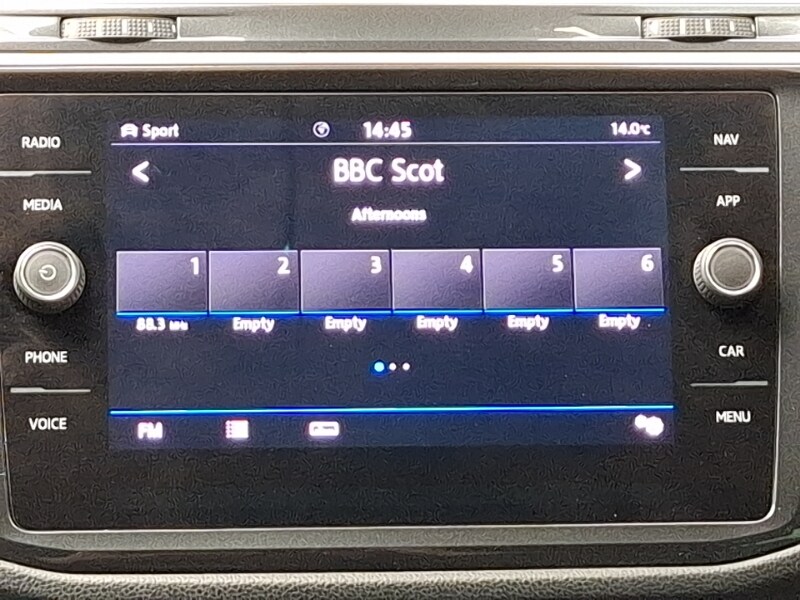 RADIO
MEDIA
PHONE
VOICE
Sport 14:45 14.0°C
< BBC Scot >
Afternoons
1 2 3 4 5 6
88.3 MHz Empty Empty Empty Empty Empty
FM
NAV
APP
CAR
MENU